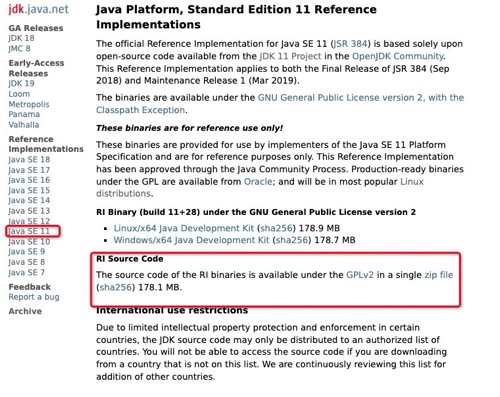 jdk.java.net
GA Releases
JDK 18
JMC 8
Early-Access
Releases
JDK 19
Loom
Metropolis
Panama
Valhalla
Reference
Implementations
Java SE 18
Java SE 17
Java SE 16
Java SE 15
Java SE 14
Java SE 13
Java SE 12
Java SE 11
Java SE 10
Java SE 9
Java SE 8
Java SE 7
Feedback
Report a bug
Archive
Java Platform, Standard Edition 11 Reference
Implementations
The official Reference Implementation for Java SE 11 (JSR 384) is based solely upon
open-source code available from the JDK 11 Project in the OpenJDK Community.
This Reference Implementation applies to both the Final Release of JSR 384 (Sep
2018) and Maintenance Release 1 (Mar 2019).
The binaries are available under the GNU General Public License version 2, with the
Classpath Exception.
These binaries are for reference use only!
These binaries are provided for use by implementers of the Java SE 11 Platform
Specification and are for reference purposes only. This Reference Implementation
has been approved through the Java Community Process. Production-ready binaries
under the GPL are available from Oracle; and will be in most popular Linux
distributions.
RI Binary (build 11+28) under the GNU General Public License version 2
• Linux/x64 Java Development Kit (sha256) 178.9 MB
• Windows/x64 Java Development Kit (sha256) 178.7 MB
RI Source Code
The source code of the RI binaries is available under the GPLv2 in a single zip file
(sha256) 178.1 MB.
International use restrictions
Due to limited intellectual property protection and enforcement in certain
countries, the JDK source code may only be distributed to an authorized list of
countries. You will not be able to access the source code if you are downloading
from a country that is not on this list. We are continuously reviewing this list for
addition of other countries.